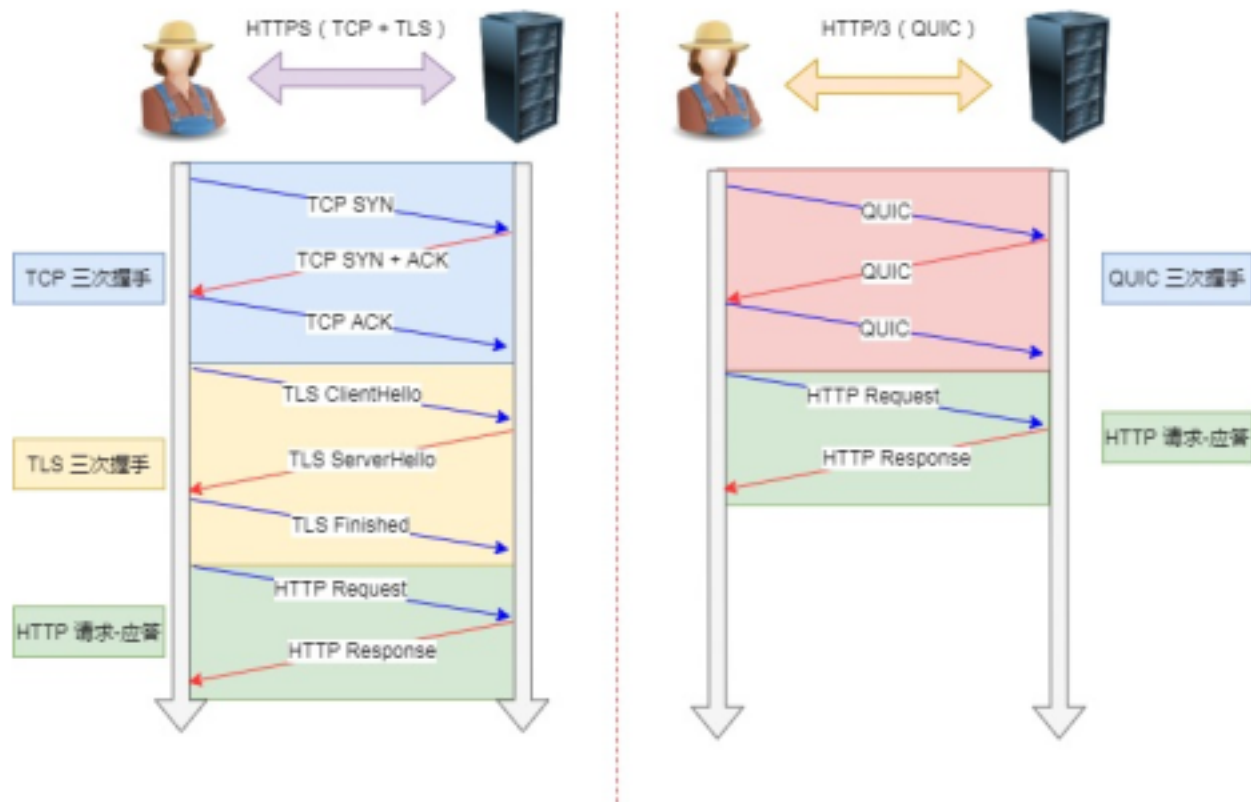 HTTPS（TCP + TLS）
TCP SYN
TCP SYN + ACK
TCP 三次握手
TCP ACK
TLS ClientHello
TLS 三次握手
TLS ServerHello
TLS Finished
HTTP Request
HTTP 请求-应答
HTTP Response
HTTP/3（QUIC）
QUIC
QUIC
QUIC 三次握手
QUIC
HTTP Request
HTTP 请求-应答
HTTP Response